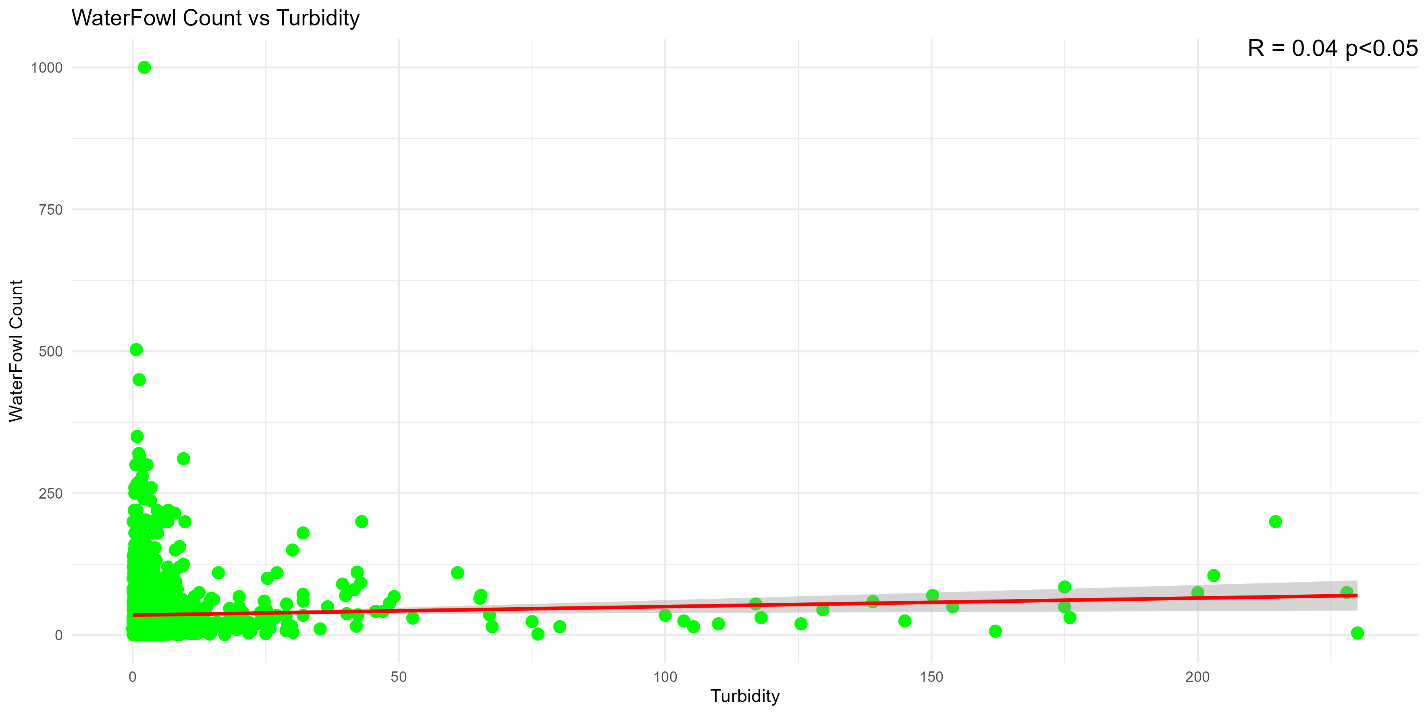 WaterFowl Count vs Turbidity
R = 0.04 p<0.05
1000
750
500
250
0
WaterFowl Count
0 50 100 150 200
Turbidity